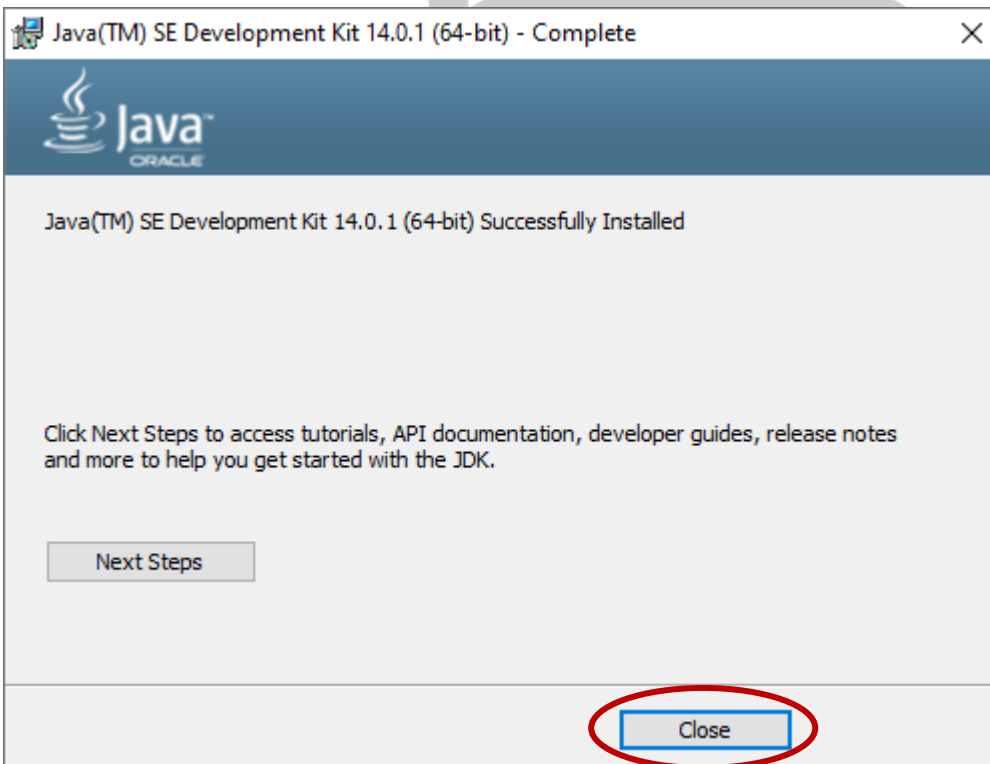 Java(TM) SE Development Kit 14.0.1 (64-bit) - Complete
Java™
ORACLE
Java(TM) SE Development Kit 14.0.1 (64-bit) Successfully Installed
Click Next Steps to access tutorials, API documentation, developer guides, release notes
and more to help you get started with the JDK.
Next Steps
Close